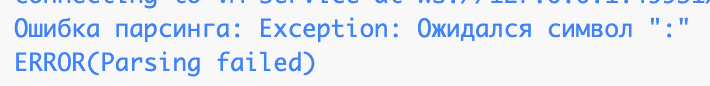 Ошибка парсинга: Exception: Ожидался символ ":"
ERROR(Parsing failed)